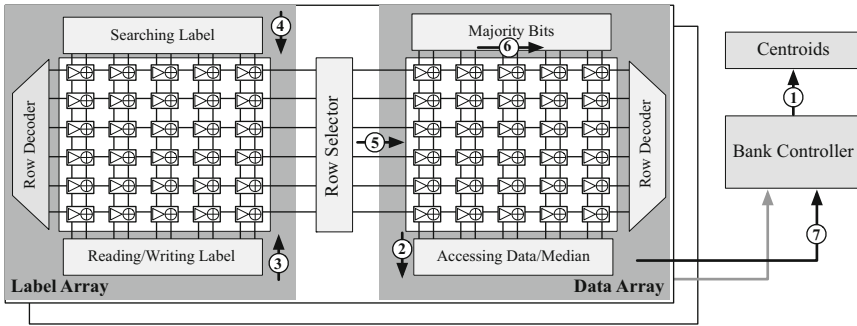 Searching Label
4
Majority Bits
6
Centroids
1
Row Decoder
Row Selector
5
Row Decoder
Bank Controller
Reading/Writing Label
3
2
Accessing Data/Median
7
Label Array
Data Array